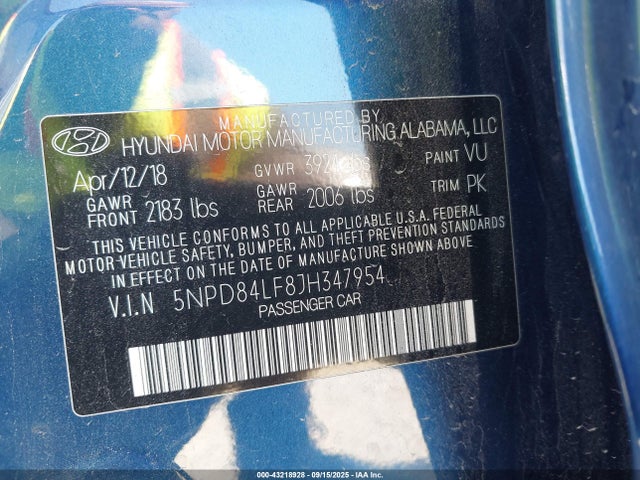 MANUFACTURED BY
HYUNDAI MOTOR MANUFACTURING ALABAMA, LLC
Apr/12/18 GVWR lbs PAINT VU
GAWR FRONT 2183 lbs GAWR REAR 2006 lbs TRIM PK
THIS VEHICLE CONFORMS TO ALL APPLICABLE U.S.A. FEDERAL
MOTOR-VEHICLE SAFETY, BUMPER, AND THEFT PREVENTION STANDARDS
IN EFFECT ON THE DATE OF MANUFACTURE SHOWN ABOVE
V.I.N 5NPD84LF8JH347954
PASSENGER CAR
000-43218928 - 09/15/2025 - © IAA Inc.